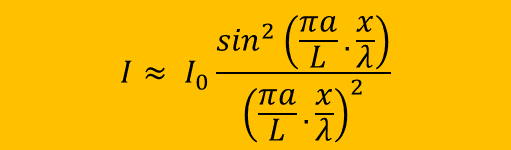 I ≈ I₀ sin² (πa/L . x/λ) / (πa/L . x/λ)²